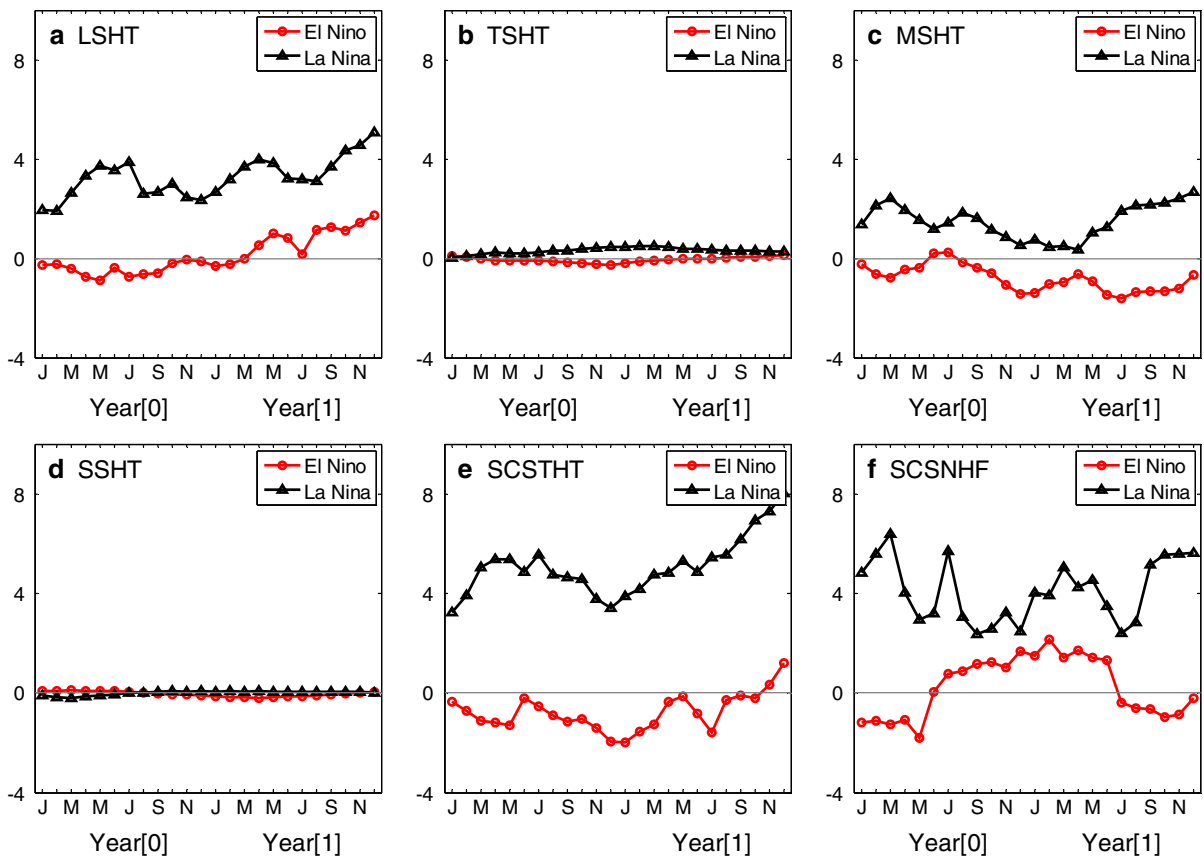 a LSHT
El Nino
La Nina
8
4
0
-4
J M M J S N J M M J S N
Year[0] Year[1]
b TSHT
El Nino
La Nina
8
4
0
-4
J M M J S N J M M J S N
Year[0] Year[1]
c MSHT
El Nino
La Nina
8
4
0
-4
J M M J S N J M M J S N
Year[0] Year[1]
d SSHT
El Nino
La Nina
8
4
0
-4
J M M J S N J M M J S N
Year[0] Year[1]
e SCSTHT
El Nino
La Nina
8
4
0
-4
J M M J S N J M M J S N
Year[1]
f SCSNHF
El Nino
La Nina
8
4
0
-4
J M M J S N J M M J S N
Year[0] Year[1]